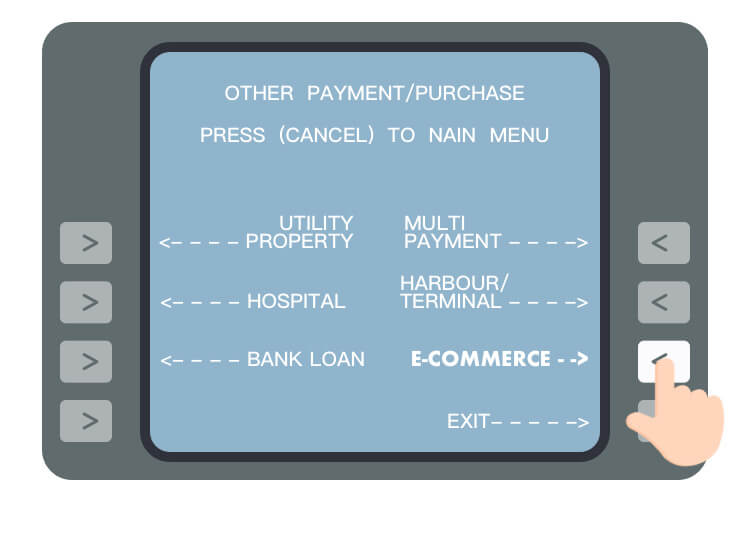 OTHER PAYMENT/PURCHASE
PRESS (CANCEL) TO NAIN MENU
UTILITY
<– – – – PROPERTY
MULTI
PAYMENT – – – –>
<– – – – HOSPITAL
HARBOUR/
TERMINAL – – – –>
<– – – – BANK LOAN
E-COMMERCE - ->
EXIT– – – – –>